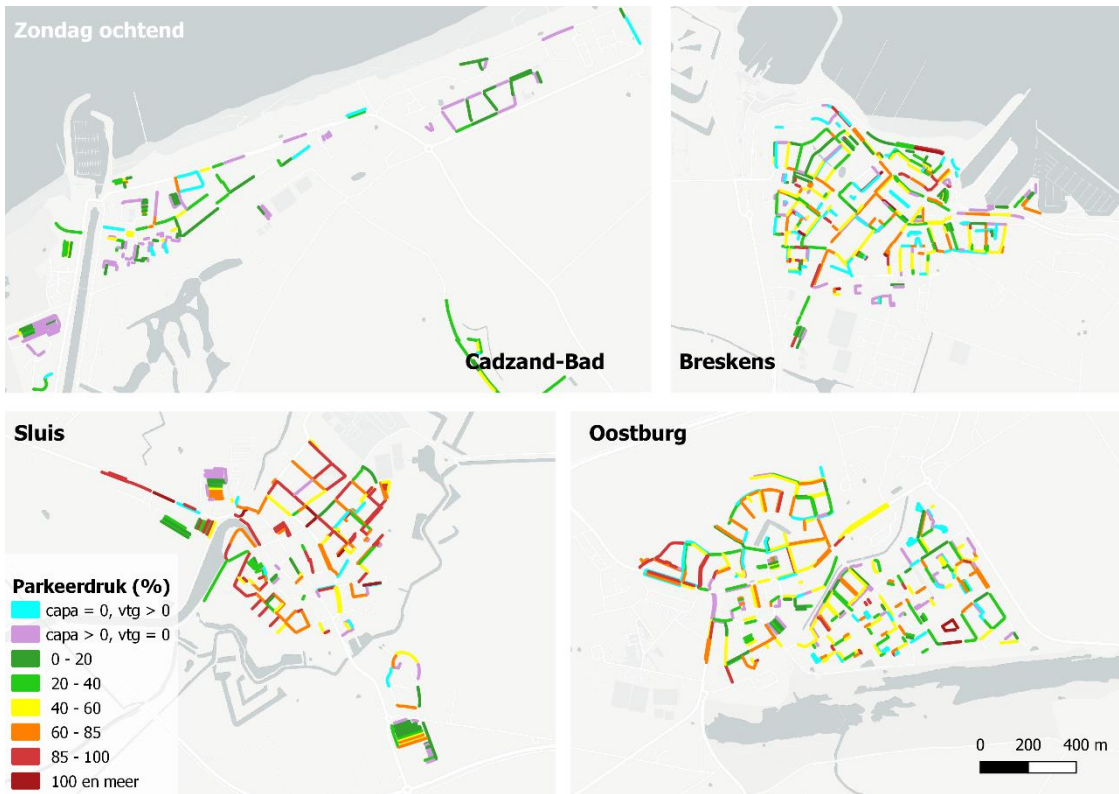 Zondag ochtend
Cadzand-Bad
Breskens
Sluis
Oostburg
Parkeerdruk (%)
capa = 0, vtg > 0
capa > 0, vtg = 0
0 - 20
20 - 40
40 - 60
60 - 85
85 - 100
100 en meer
0 200 400 m